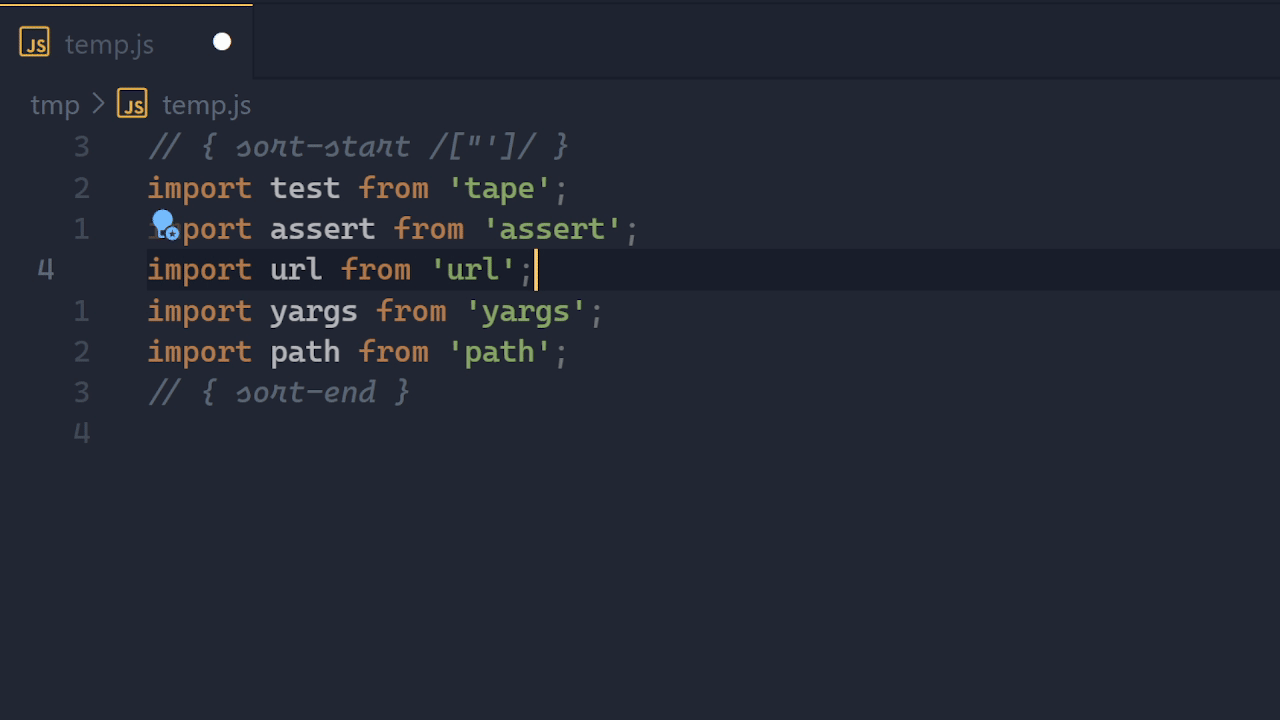 JS temp.js
tmp > JS temp.js
3 // { sort-start /["']/ }
2 import test from 'tape';
1 import assert from 'assert';
4 import url from 'url';
1 import yargs from 'yargs';
2 import path from 'path';
3 // { sort-end }
4